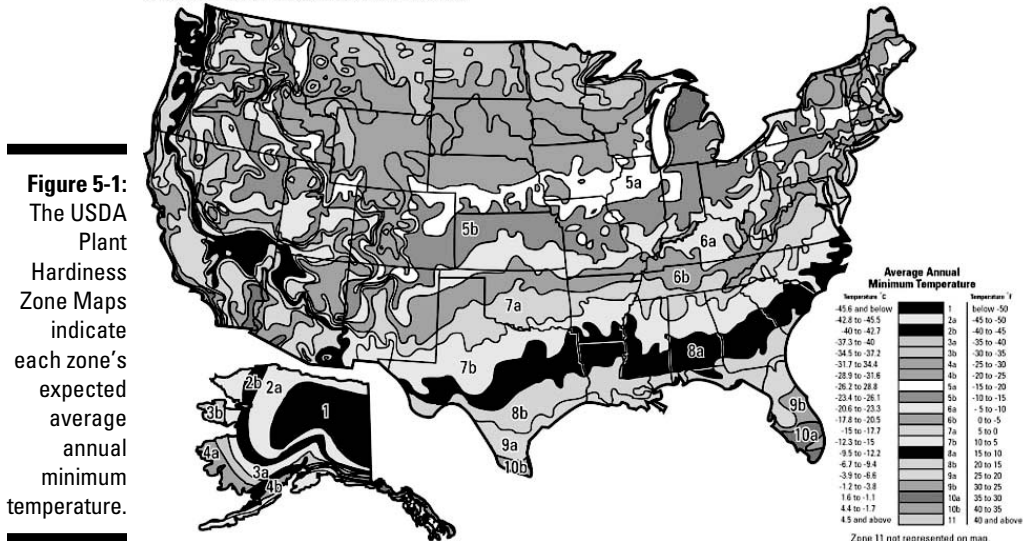 Figure 5-1:
The USDA
Plant
Hardiness
Zone Maps
indicate
each zone's
expected
average
annual
minimum
temperature.
5a
5b
6a
6b
7a
7b
8a
8b
9a
10b
9b
10a
2b
2a
1
3b
4a
3a
4b
Average Annual
Minimum Temperature
Temperature °C Temperature °F
-45.6 and below 1 below -50
-42.8 to -45.5 2a -45 to -50
-40 to -42.7 2b -40 to -45
-37.3 to -40 3a -35 to -40
-34.5 to -37.2 3b -30 to -35
-31.7 to 34.4 4a -25 to -30
-28.9 to -31.6 4b -20 to -25
-26.2 to 28.8 5a -15 to -20
-23.4 to -26.1 5b -10 to -15
-20.6 to -23.3 6a -5 to -10
-17.8 to -20.5 6b 0 to -5
-15 to -17.7 7a 5 to 0
-12.3 to -15 7b 10 to 5
-9.5 to -12.2 8a 15 to 10
-6.7 to -9.4 8b 20 to 15
-3.9 to -6.6 9a 25 to 20
-1.2 to -3.8 9b 30 to 25
1.6 to -1.1 10a 35 to 30
4.4 to -1.7 10b 40 to 35
4.5 and above 11 40 and above
Zone 11 not represented on map